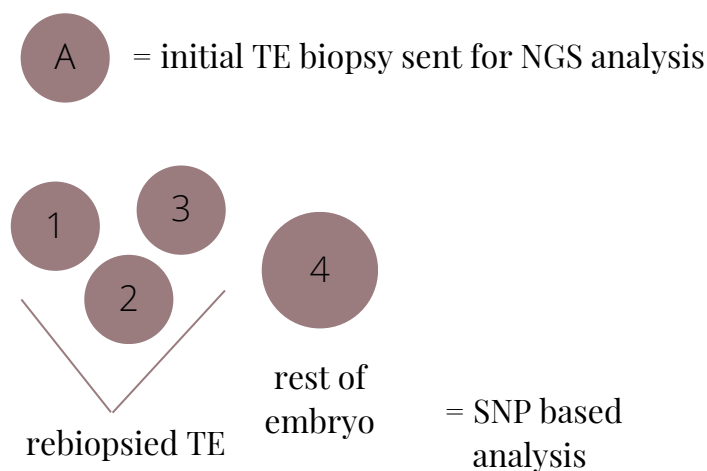 A = initial TE biopsy sent for NGS analysis
1
3
2
4
rest of
embryo
rebiopsied TE
= SNP based
analysis